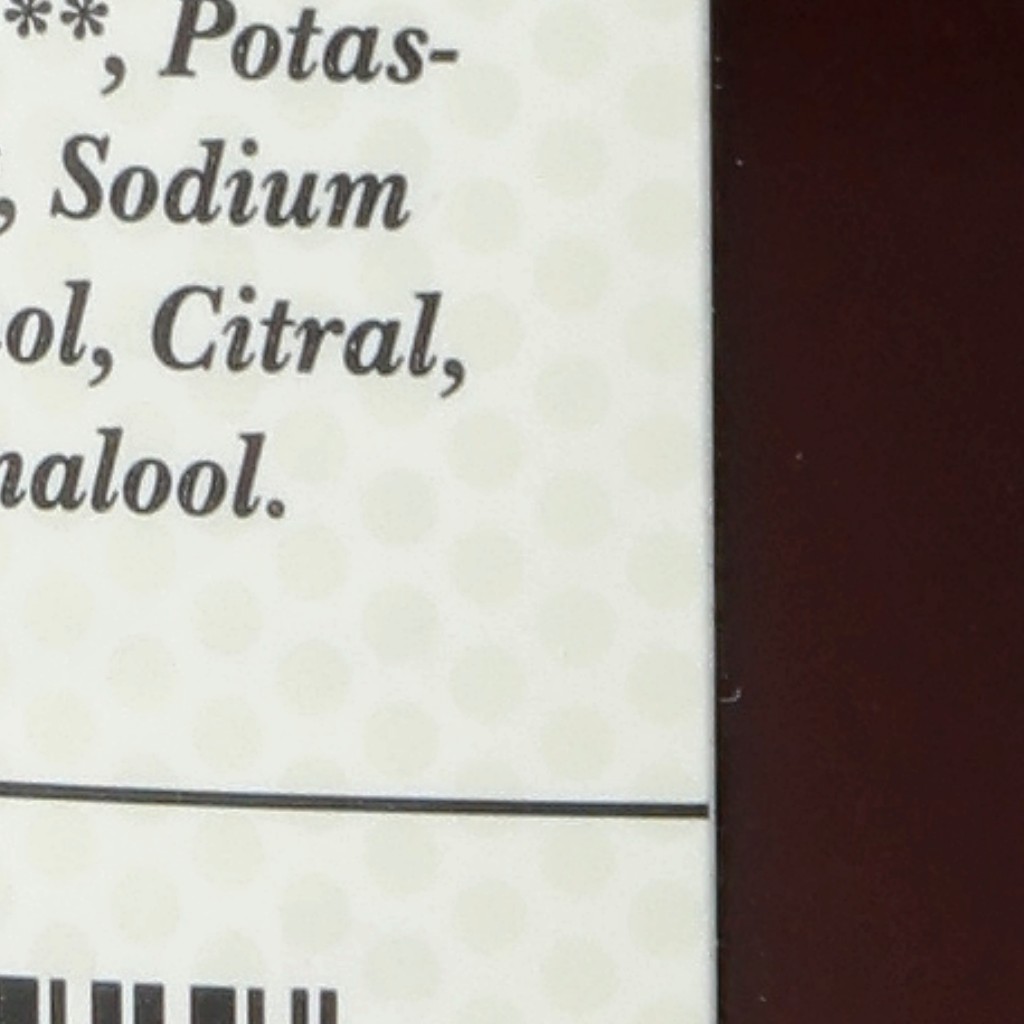 **, Potas-
, Sodium
ol, Citral,
nalool.